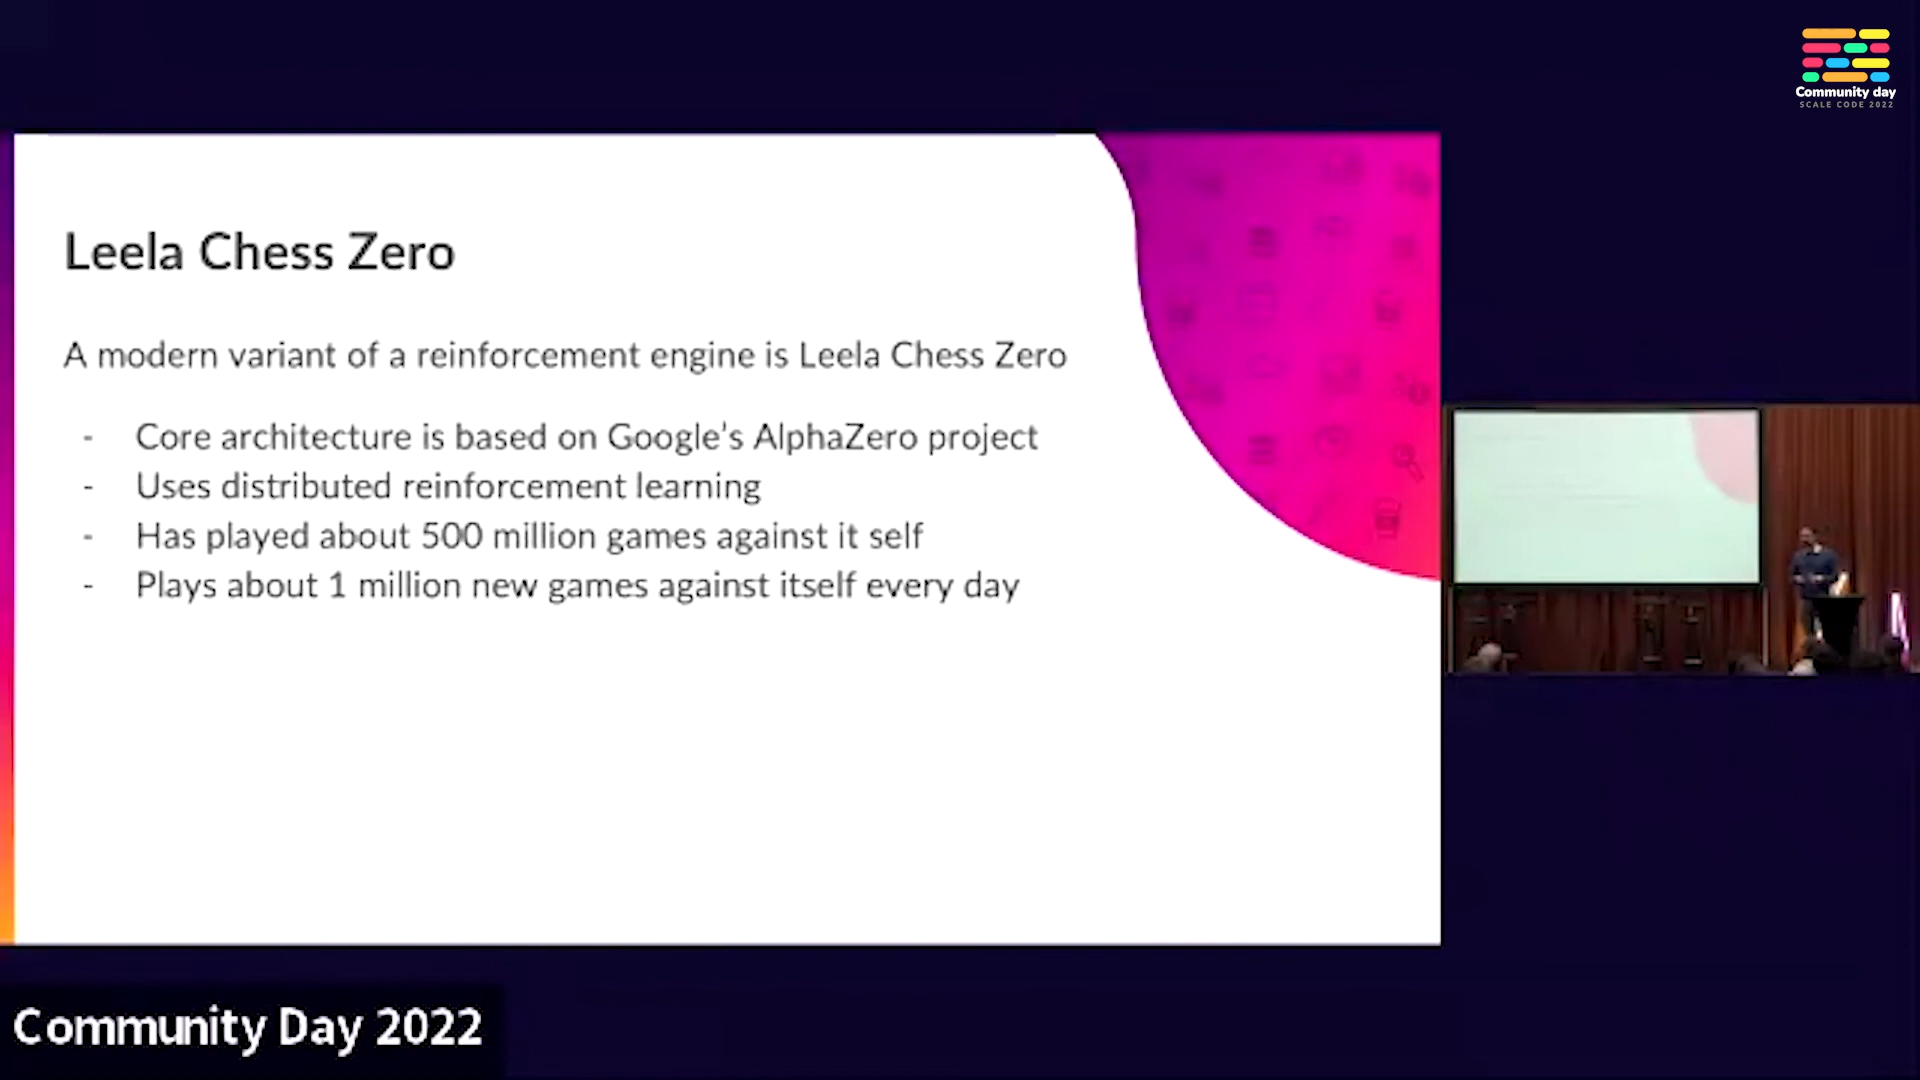 Community day
SCALE CODE 2022
Leela Chess Zero
A modern variant of a reinforcement engine is Leela Chess Zero
- Core architecture is based on Google's AlphaZero project
- Uses distributed reinforcement learning
- Has played about 500 million games against it self
- Plays about 1 million new games against itself every day
Community Day 2022